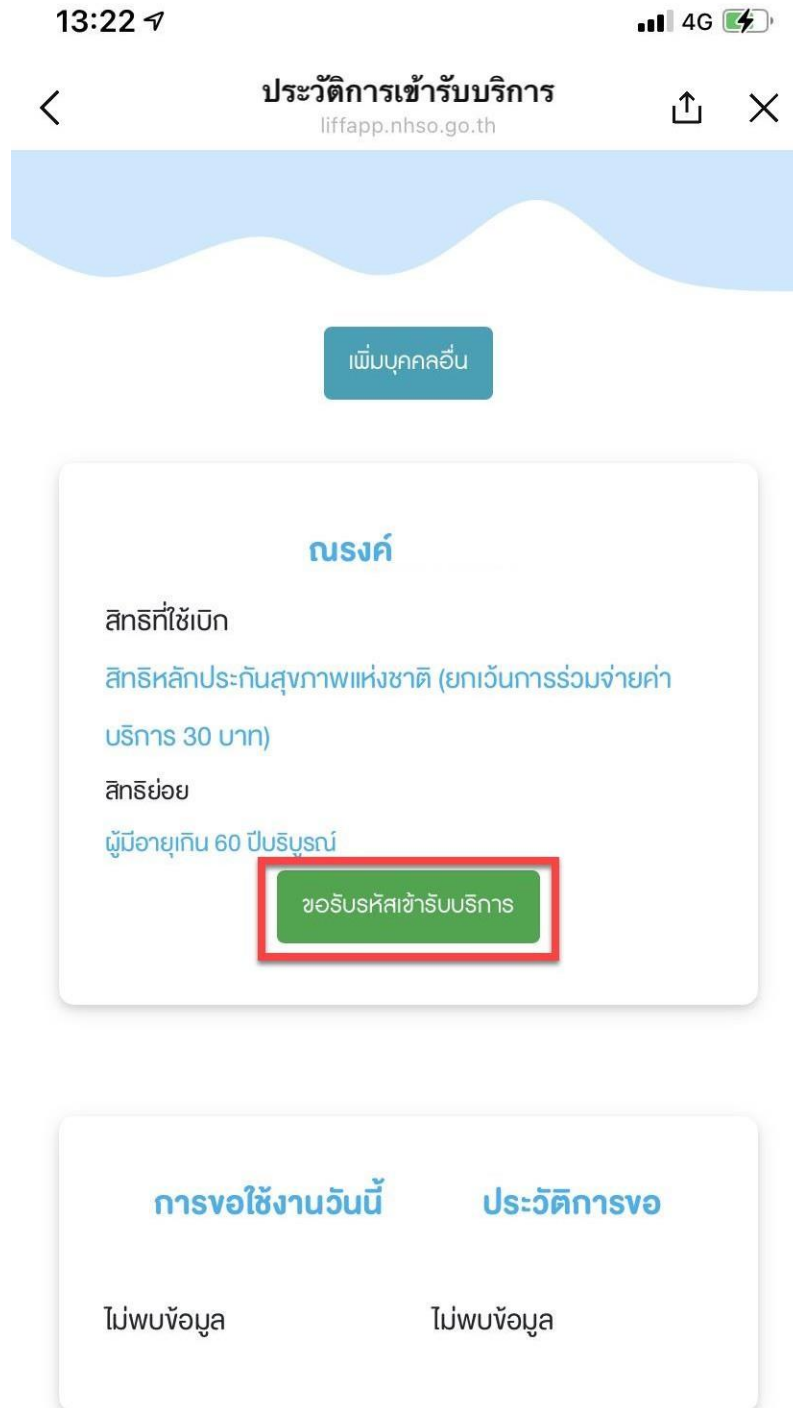 13:22
4G
ประวัติการเข้ารับบริการ
liffapp.nhso.go.th
เพิ่มบุคคลอื่น
ณรงค์
สิทธิที่ใช้เบิก
สิทธิหลักประกันสุขภาพแห่งชาติ (ยกเว้นการร่วมจ่ายค่า
บริการ 30 บาท)
สิทธิย่อย
ผู้มีอายุเกิน 60 ปีบริบูรณ์
ขอรับรหัสเข้ารับบริการ
การขอใช้งานวันนี้ ประวัติการขอ
ไม่พบข้อมูล ไม่พบข้อมูล